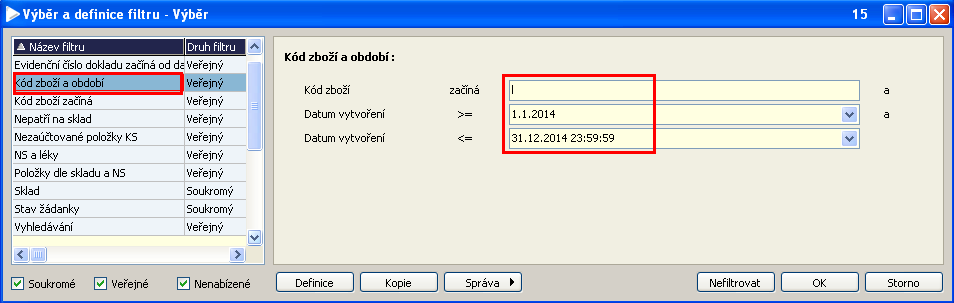 Výběr a definice filtru - Výběr 15
Název filtru Druh filtru
Evidenční číslo dokladu začíná od da Veřejný
Kód zboží a období Veřejný
Kód zboží začíná Veřejný
Nepatří na sklad Veřejný
Nezaúčtované položky KS Veřejný
NS a léky Veřejný
Položky dle skladu a NS Veřejný
Sklad Soukromý
Stav žádanky Soukromý
Vyhledávání Veřejný
Soukromé Veřejné Nenabízené
Kód zboží a období :
Kód zboží začíná a
Datum vytvoření >= 1.1.2014 a
Datum vytvoření <= 31.12.2014 23:59:59
Definice Kopie Správa Nefiltrovat OK Storno